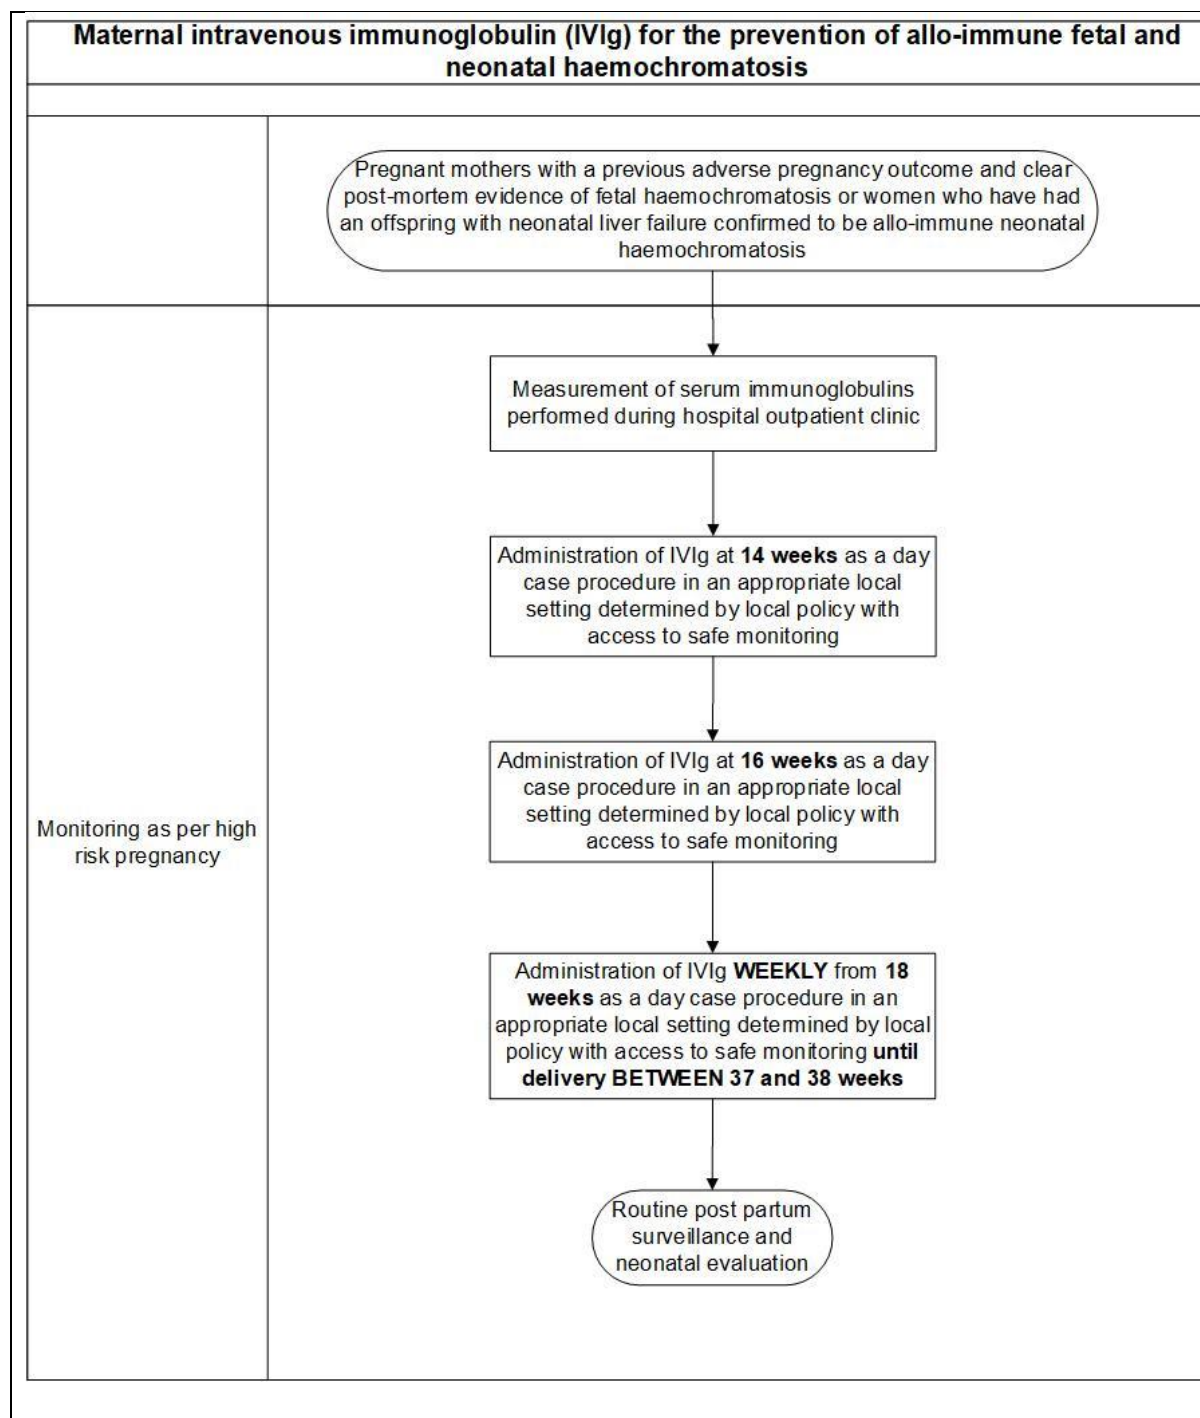 Maternal intravenous immunoglobulin (IVIg) for the prevention of allo-immune fetal and
neonatal haemochromatosis
Pregnant mothers with a previous adverse pregnancy outcome and clear
post-mortem evidence of fetal haemochromatosis or women who have had
an offspring with neonatal liver failure confirmed to be allo-immune neonatal
haemochromatosis
Measurement of serum immunoglobulins
performed during hospital outpatient clinic
Administration of IVIg at 14 weeks as a day
case procedure in an appropriate local
setting determined by local policy with
access to safe monitoring
Administration of IVIg at 16 weeks as a day
case procedure in an appropriate local
setting determined by local policy with
access to safe monitoring
Monitoring as per high
risk pregnancy
Administration of IVIg WEEKLY from 18
weeks as a day case procedure in an
appropriate local setting determined by local
policy with access to safe monitoring until
delivery BETWEEN 37 and 38 weeks
Routine post partum
surveillance and
neonatal evaluation